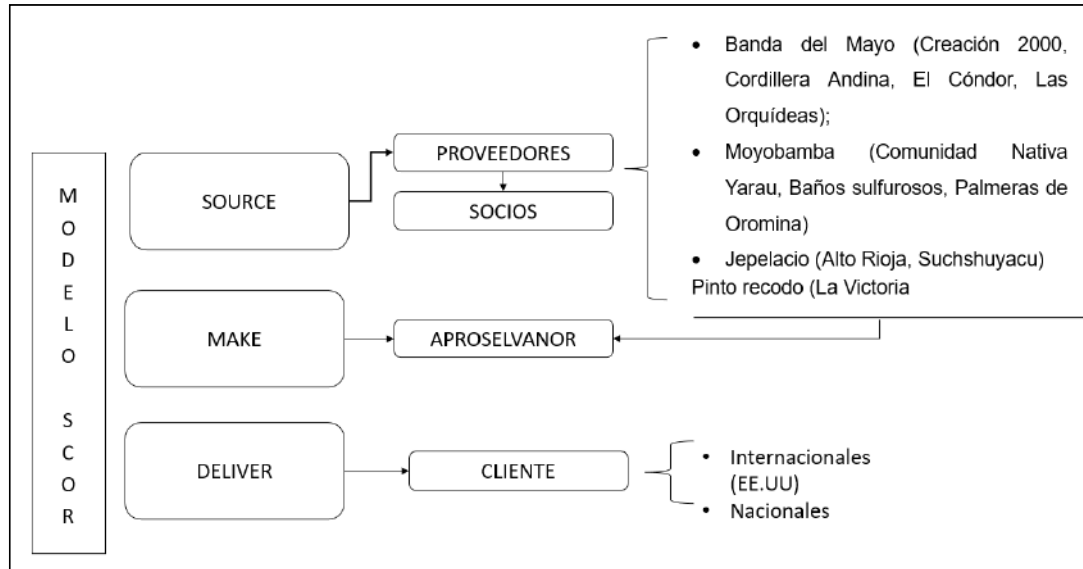 MODELO SCOR
SOURCE
PROVEEDORES
SOCIOS
• Banda del Mayo (Creación 2000,
Cordillera Andina, El Cóndor, Las
Orquídeas);
• Moyobamba (Comunidad Nativa
Yarau, Baños sulfurosos, Palmeras de
Oromina)
• Jepelacio (Alto Rioja, Suchshuyacu)
Pinto recodo (La Victoria
MAKE
APROSELVANOR
DELIVER
CLIENTE
• Internacionales
(EE.UU)
• Nacionales